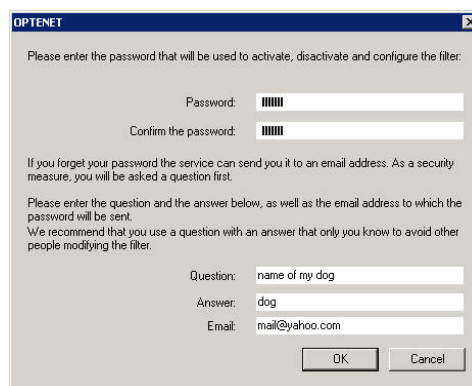 OPTENET
Please enter the password that will be used to activate, disactivate and configure the filter:
Password:
Confirm the password:
If you forget your password the service can send you it to an email address. As a security
measure, you will be asked a question first.
Please enter the question and the answer below, as well as the email address to which the
password will be sent.
We recommend that you use a question with an answer that only you know to avoid other
people modifying the filter.
Question: name of my dog
Answer: dog
Email: mail@yahoo.com
OK Cancel